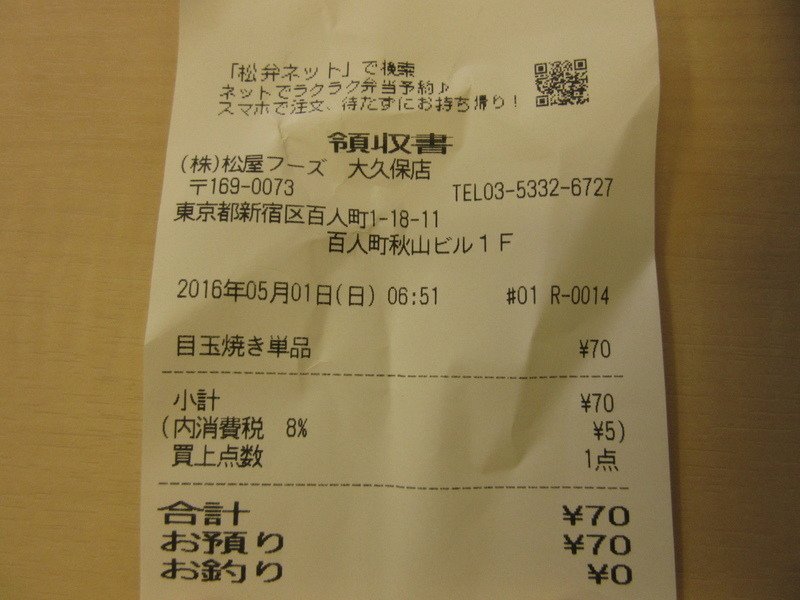 「松弁ネット」で検索
ネットでラクラク弁当予約♪
スマホで注文、待たずにお持ち帰り！
領収書
(株)松屋フーズ　大久保店
〒169-0073　TEL03-5332-6727
東京都新宿区百人町1-18-11
百人町秋山ビル１Ｆ
2016年05月01日(日) 06:51　#01 R-0014
目玉焼き単品　¥70
小計　¥70
(内消費税　8%　¥5)
買上点数　1点
合計　¥70
お預り　¥70
お釣り　¥0